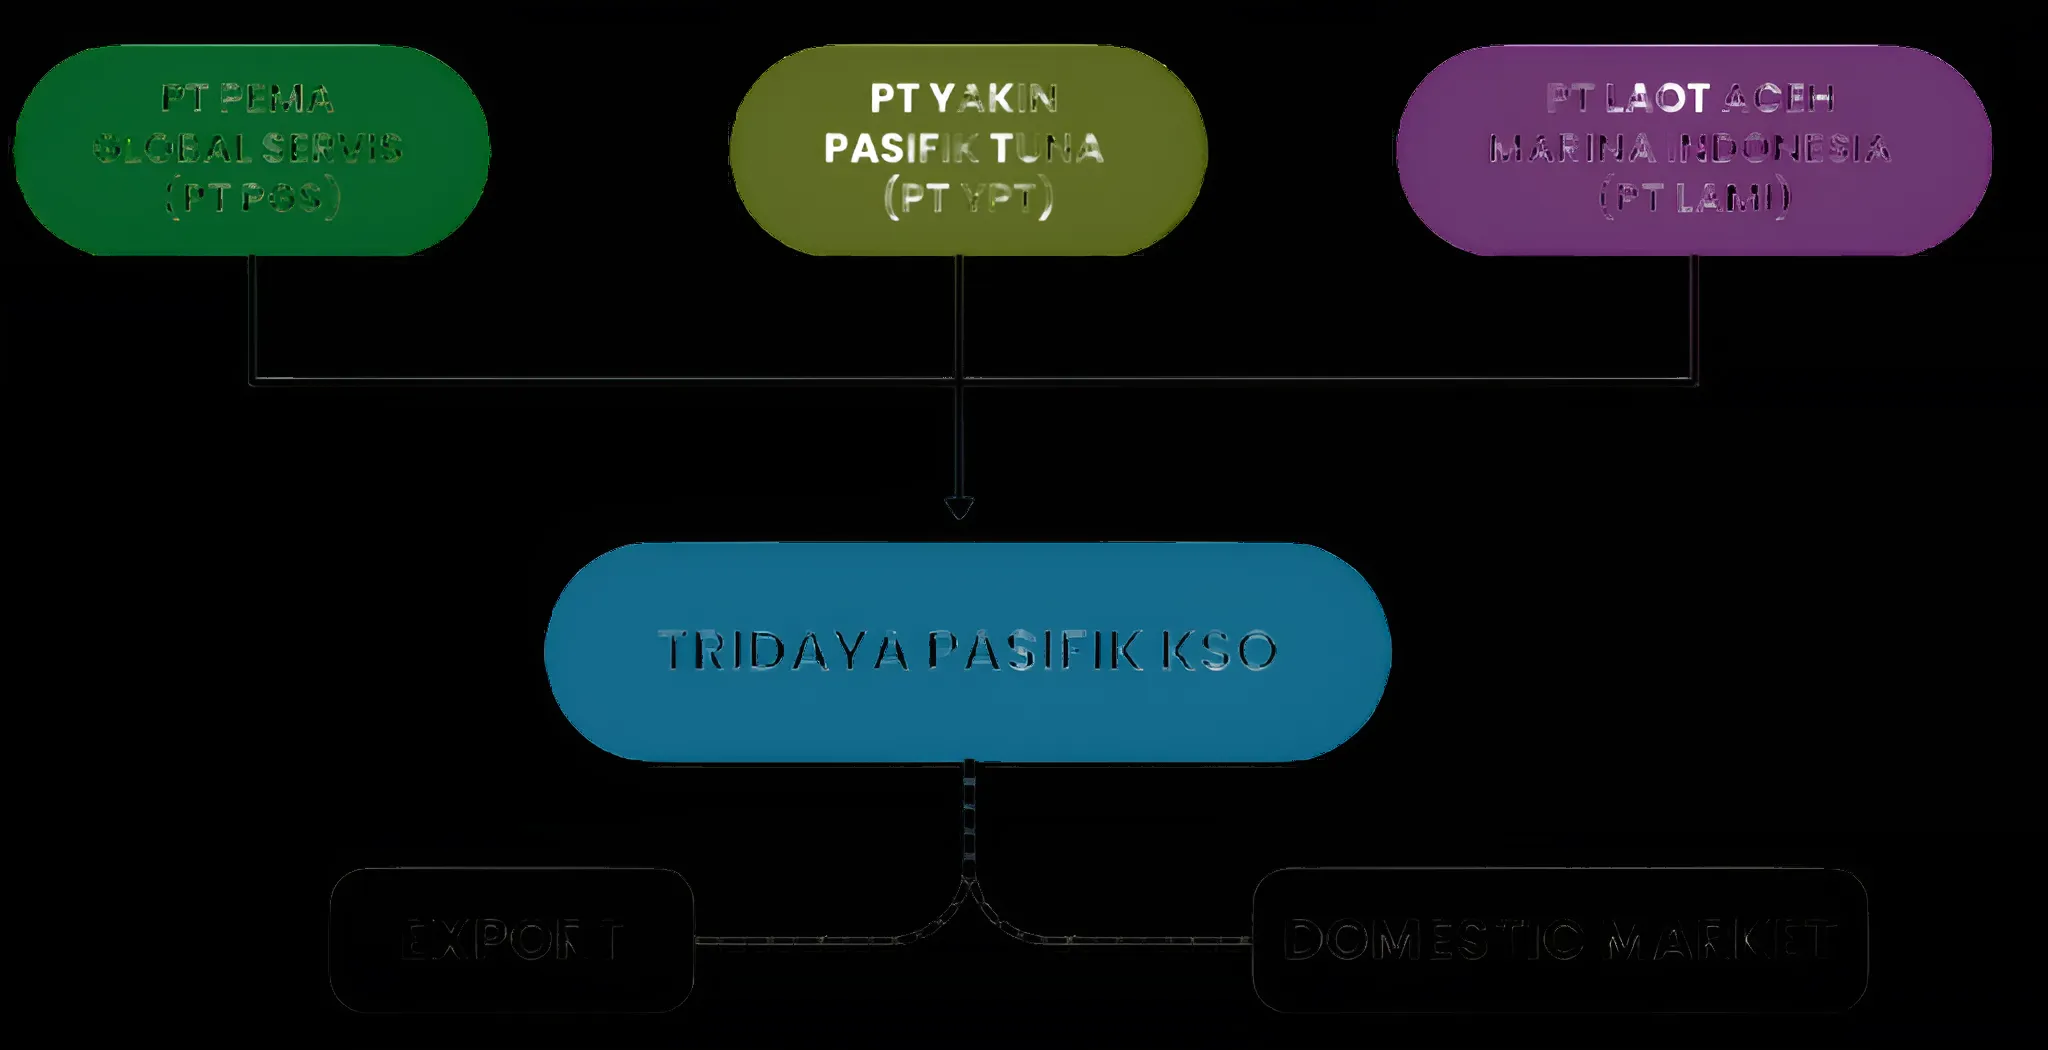 PT PEMA
GLOBAL SERVIS
(PT PGS)
PT YAKIN
PASIFIK TUNA
(PT YPT)
PT LAOT ACEH
MARINA INDONESIA
(PT LAMI)
TRIDAYA PASIFIK KSO
EXPORT
DOMESTIC MARKET